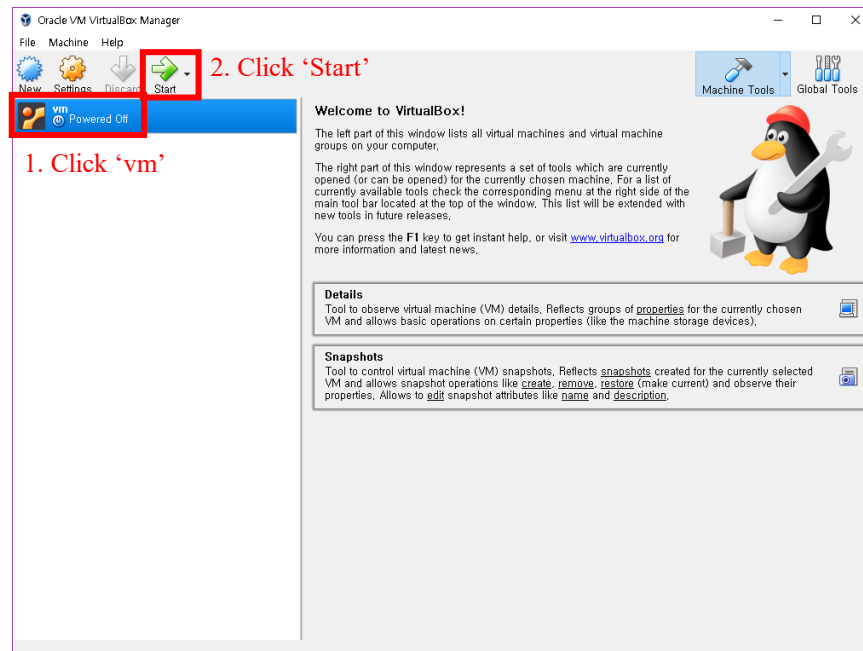 Oracle VM VirtualBox Manager
File Machine Help
New Settings Discard Start
2. Click ‘Start’
Machine Tools
Global Tools
vm
Powered Off
1. Click ‘vm’
Welcome to VirtualBox!
The left part of this window lists all virtual machines and virtual machine
groups on your computer.
The right part of this window represents a set of tools which are currently
opened (or can be opened) for the currently chosen machine. For a list of
currently available tools check the corresponding menu at the right side of the
main tool bar located at the top of the window. This list will be extended with
new tools in future releases.
You can press the F1 key to get instant help, or visit www.virtualbox.org for
more information and latest news.
Details
Tool to observe virtual machine (VM) details. Reflects groups of properties for the currently chosen
VM and allows basic operations on certain properties (like the machine storage devices).
Snapshots
Tool to control virtual machine (VM) snapshots. Reflects snapshots created for the currently selected
VM and allows snapshot operations like create, remove, restore (make current) and observe their
properties. Allows to edit snapshot attributes like name and description.